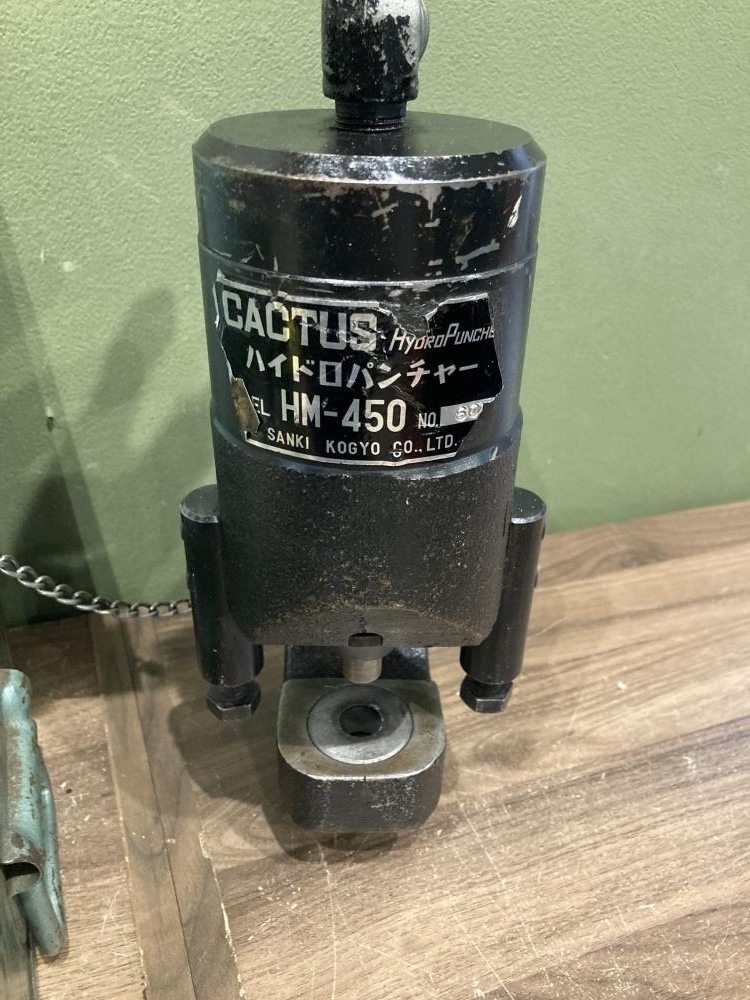 CACTUS HYDROPUNCHE
ハイドロパンチャー
EL HM-450 NO. 60
SANKI KOGYO CO., LTD.